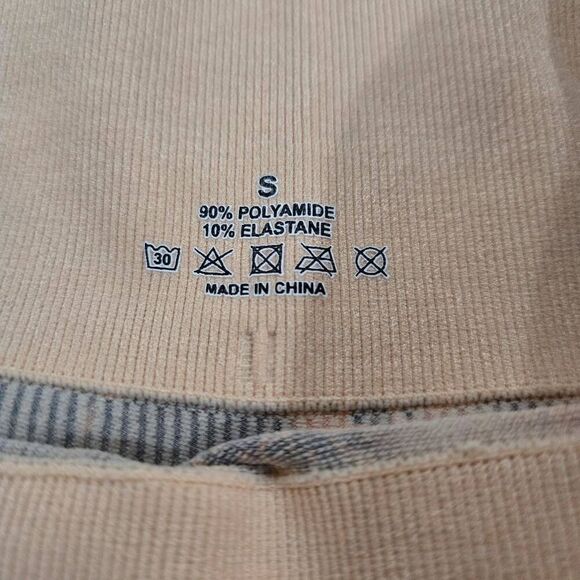 S
90% POLYAMIDE
10% ELASTANE
30
MADE IN CHINA